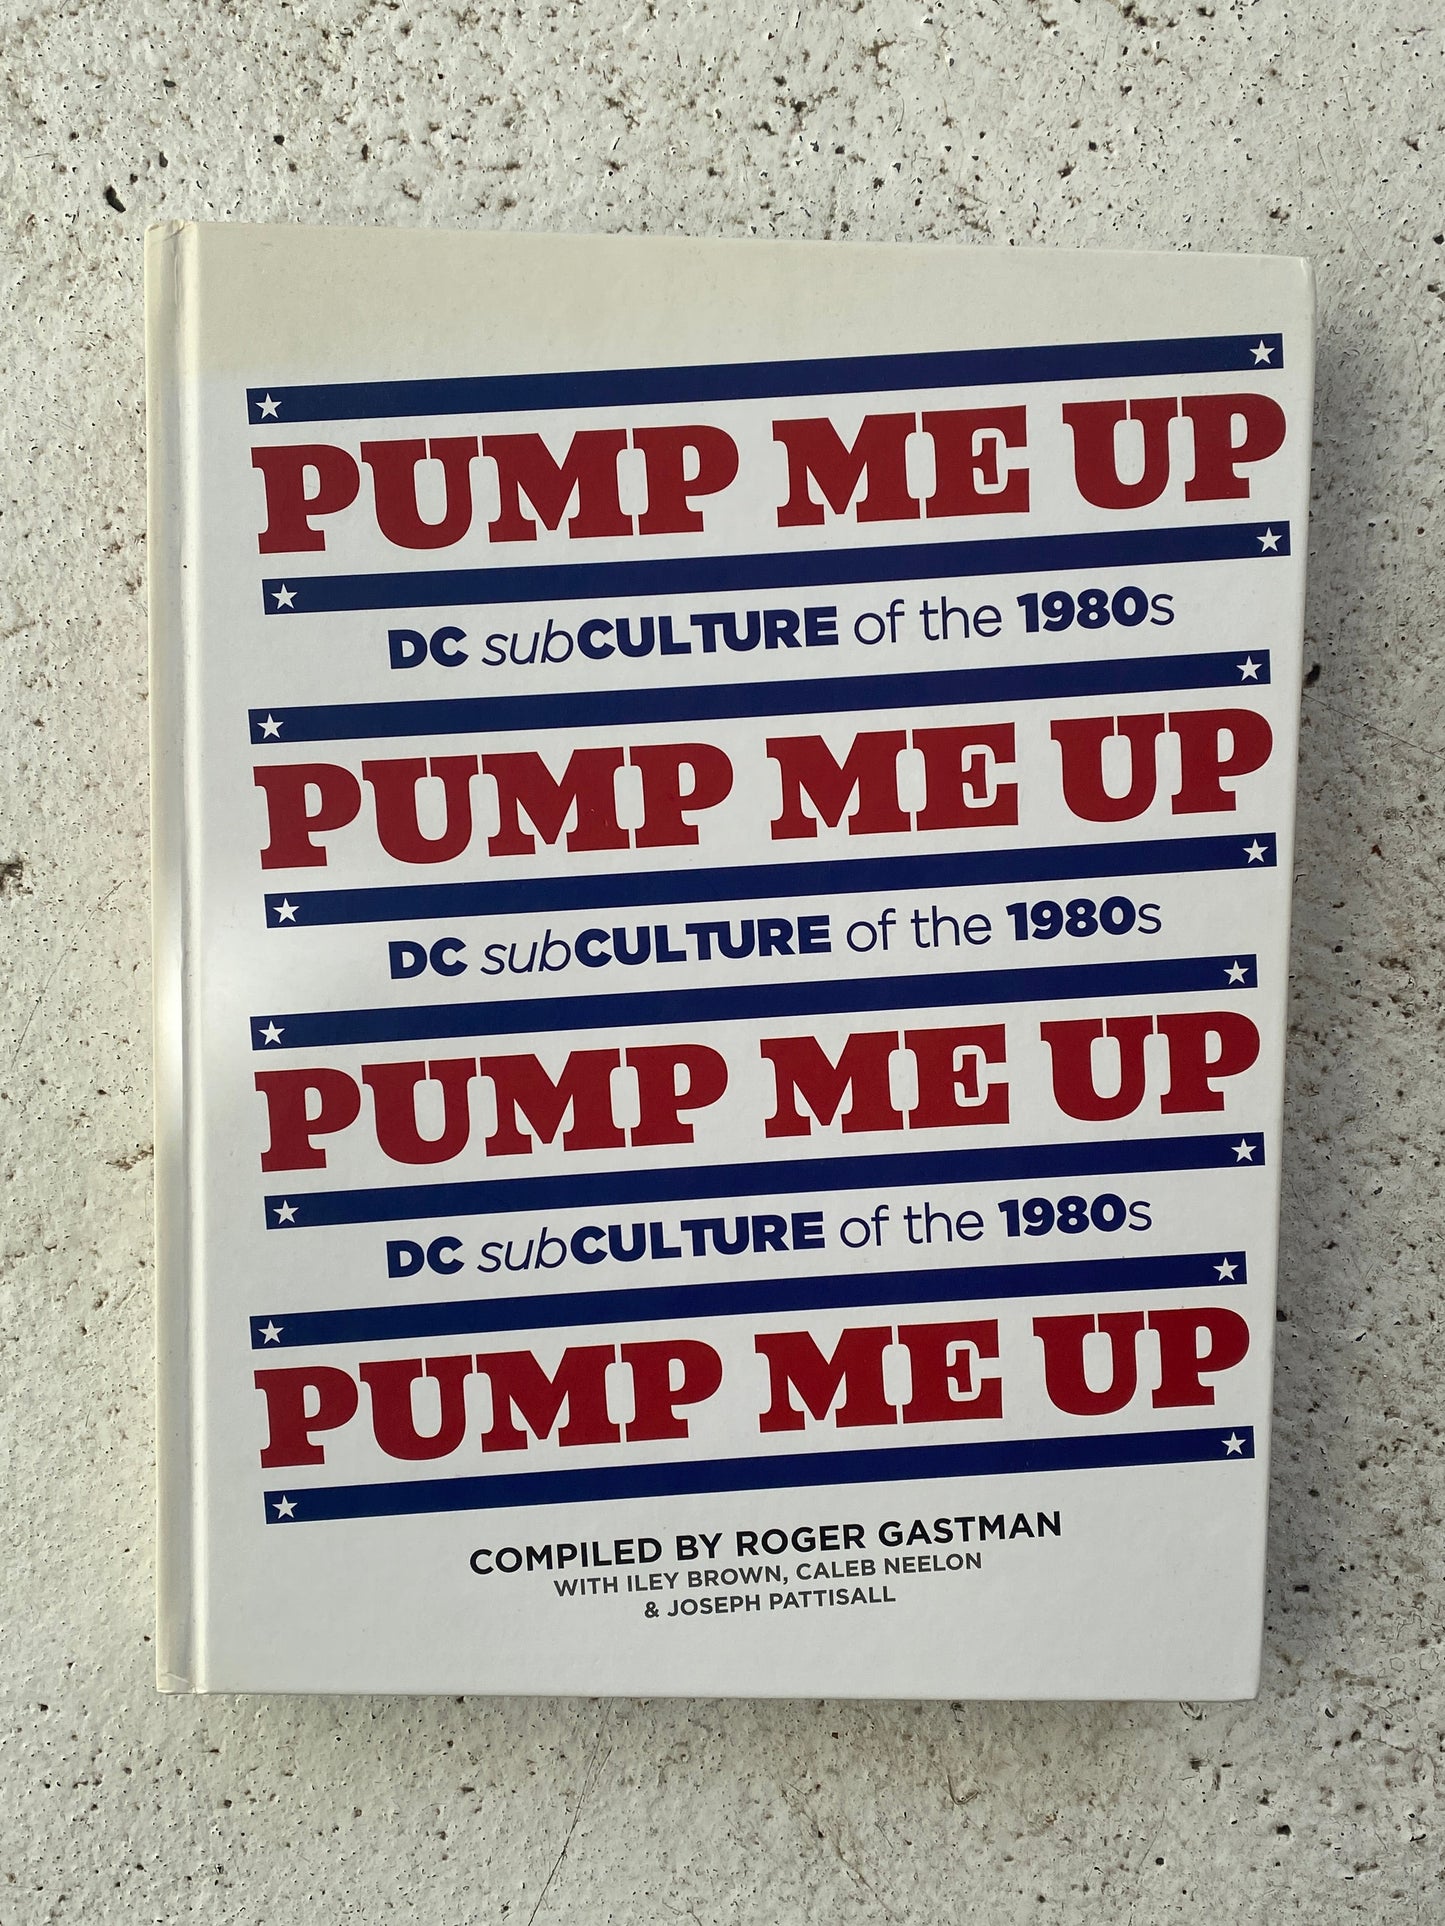 PUMP ME UP
DC subCULTURE of the 1980s
PUMP ME UP
DC subCULTURE of the 1980s
PUMP ME UP
DC subCULTURE of the 1980s
PUMP ME UP
COMPILED BY ROGER GASTMAN
WITH ILEY BROWN, CALEB NEELON
& JOSEPH PATTISALL